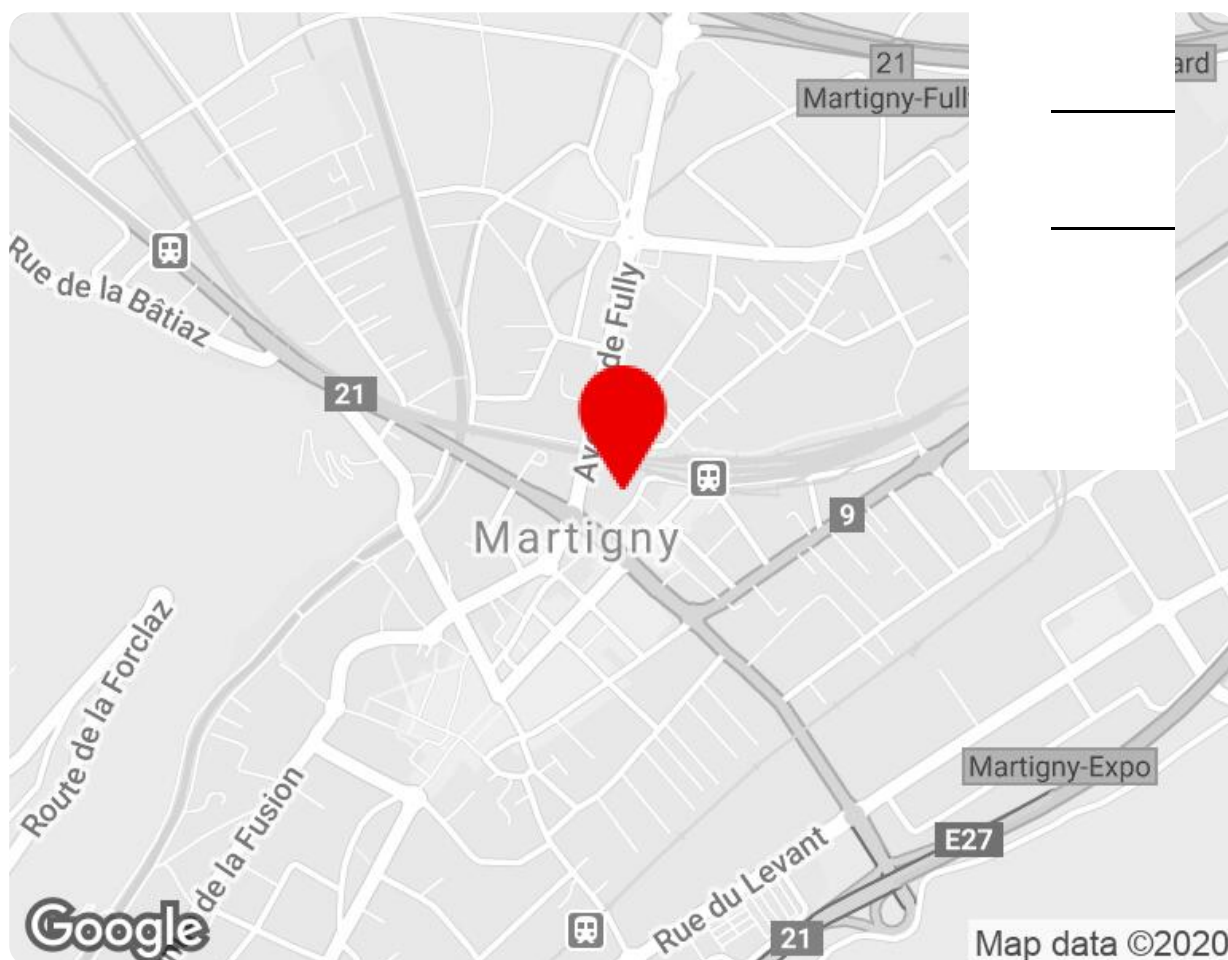 21
Martigny-Full
ard
Rue de la Bâtiaz
de Fully
Av
21
Martigny
9
Route de la Forclaz
de la Fusion
Martigny-Expo
E27
Rue du Levant
21
Google
Map data ©2020